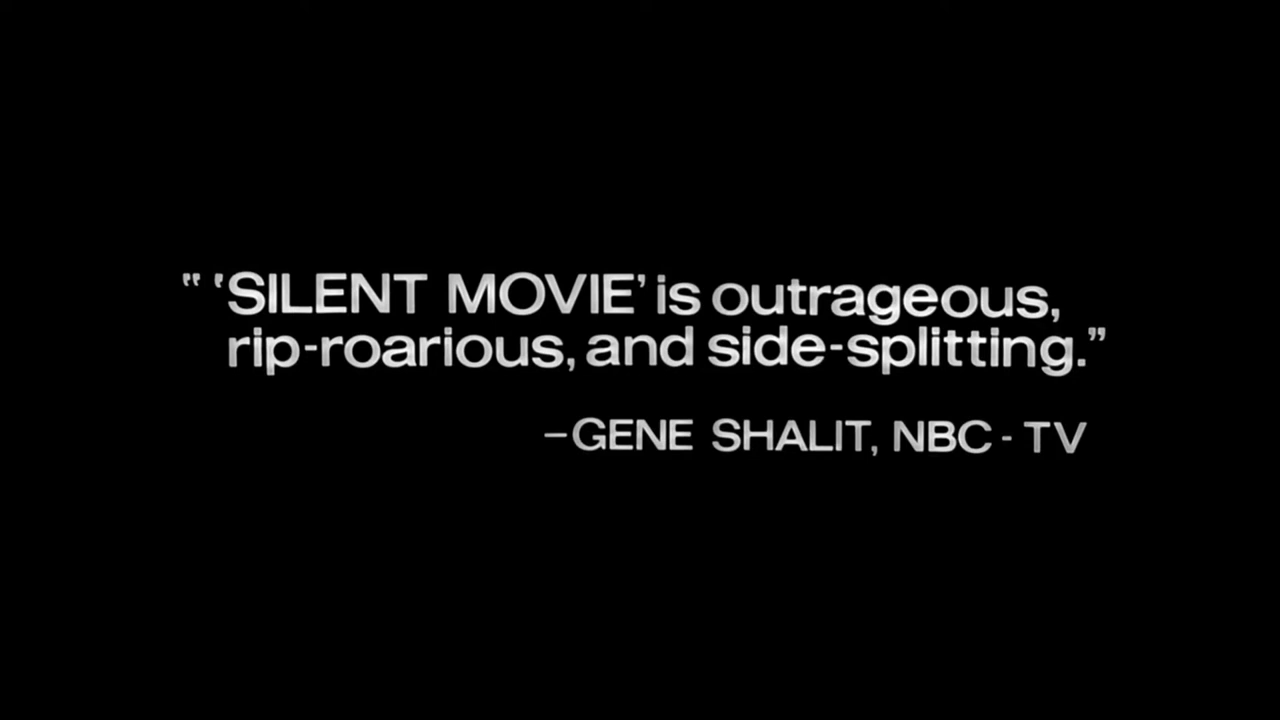 “ ‘SILENT MOVIE’ is outrageous,
rip-roarious, and side-splitting.”
–GENE SHALIT, NBC - TV